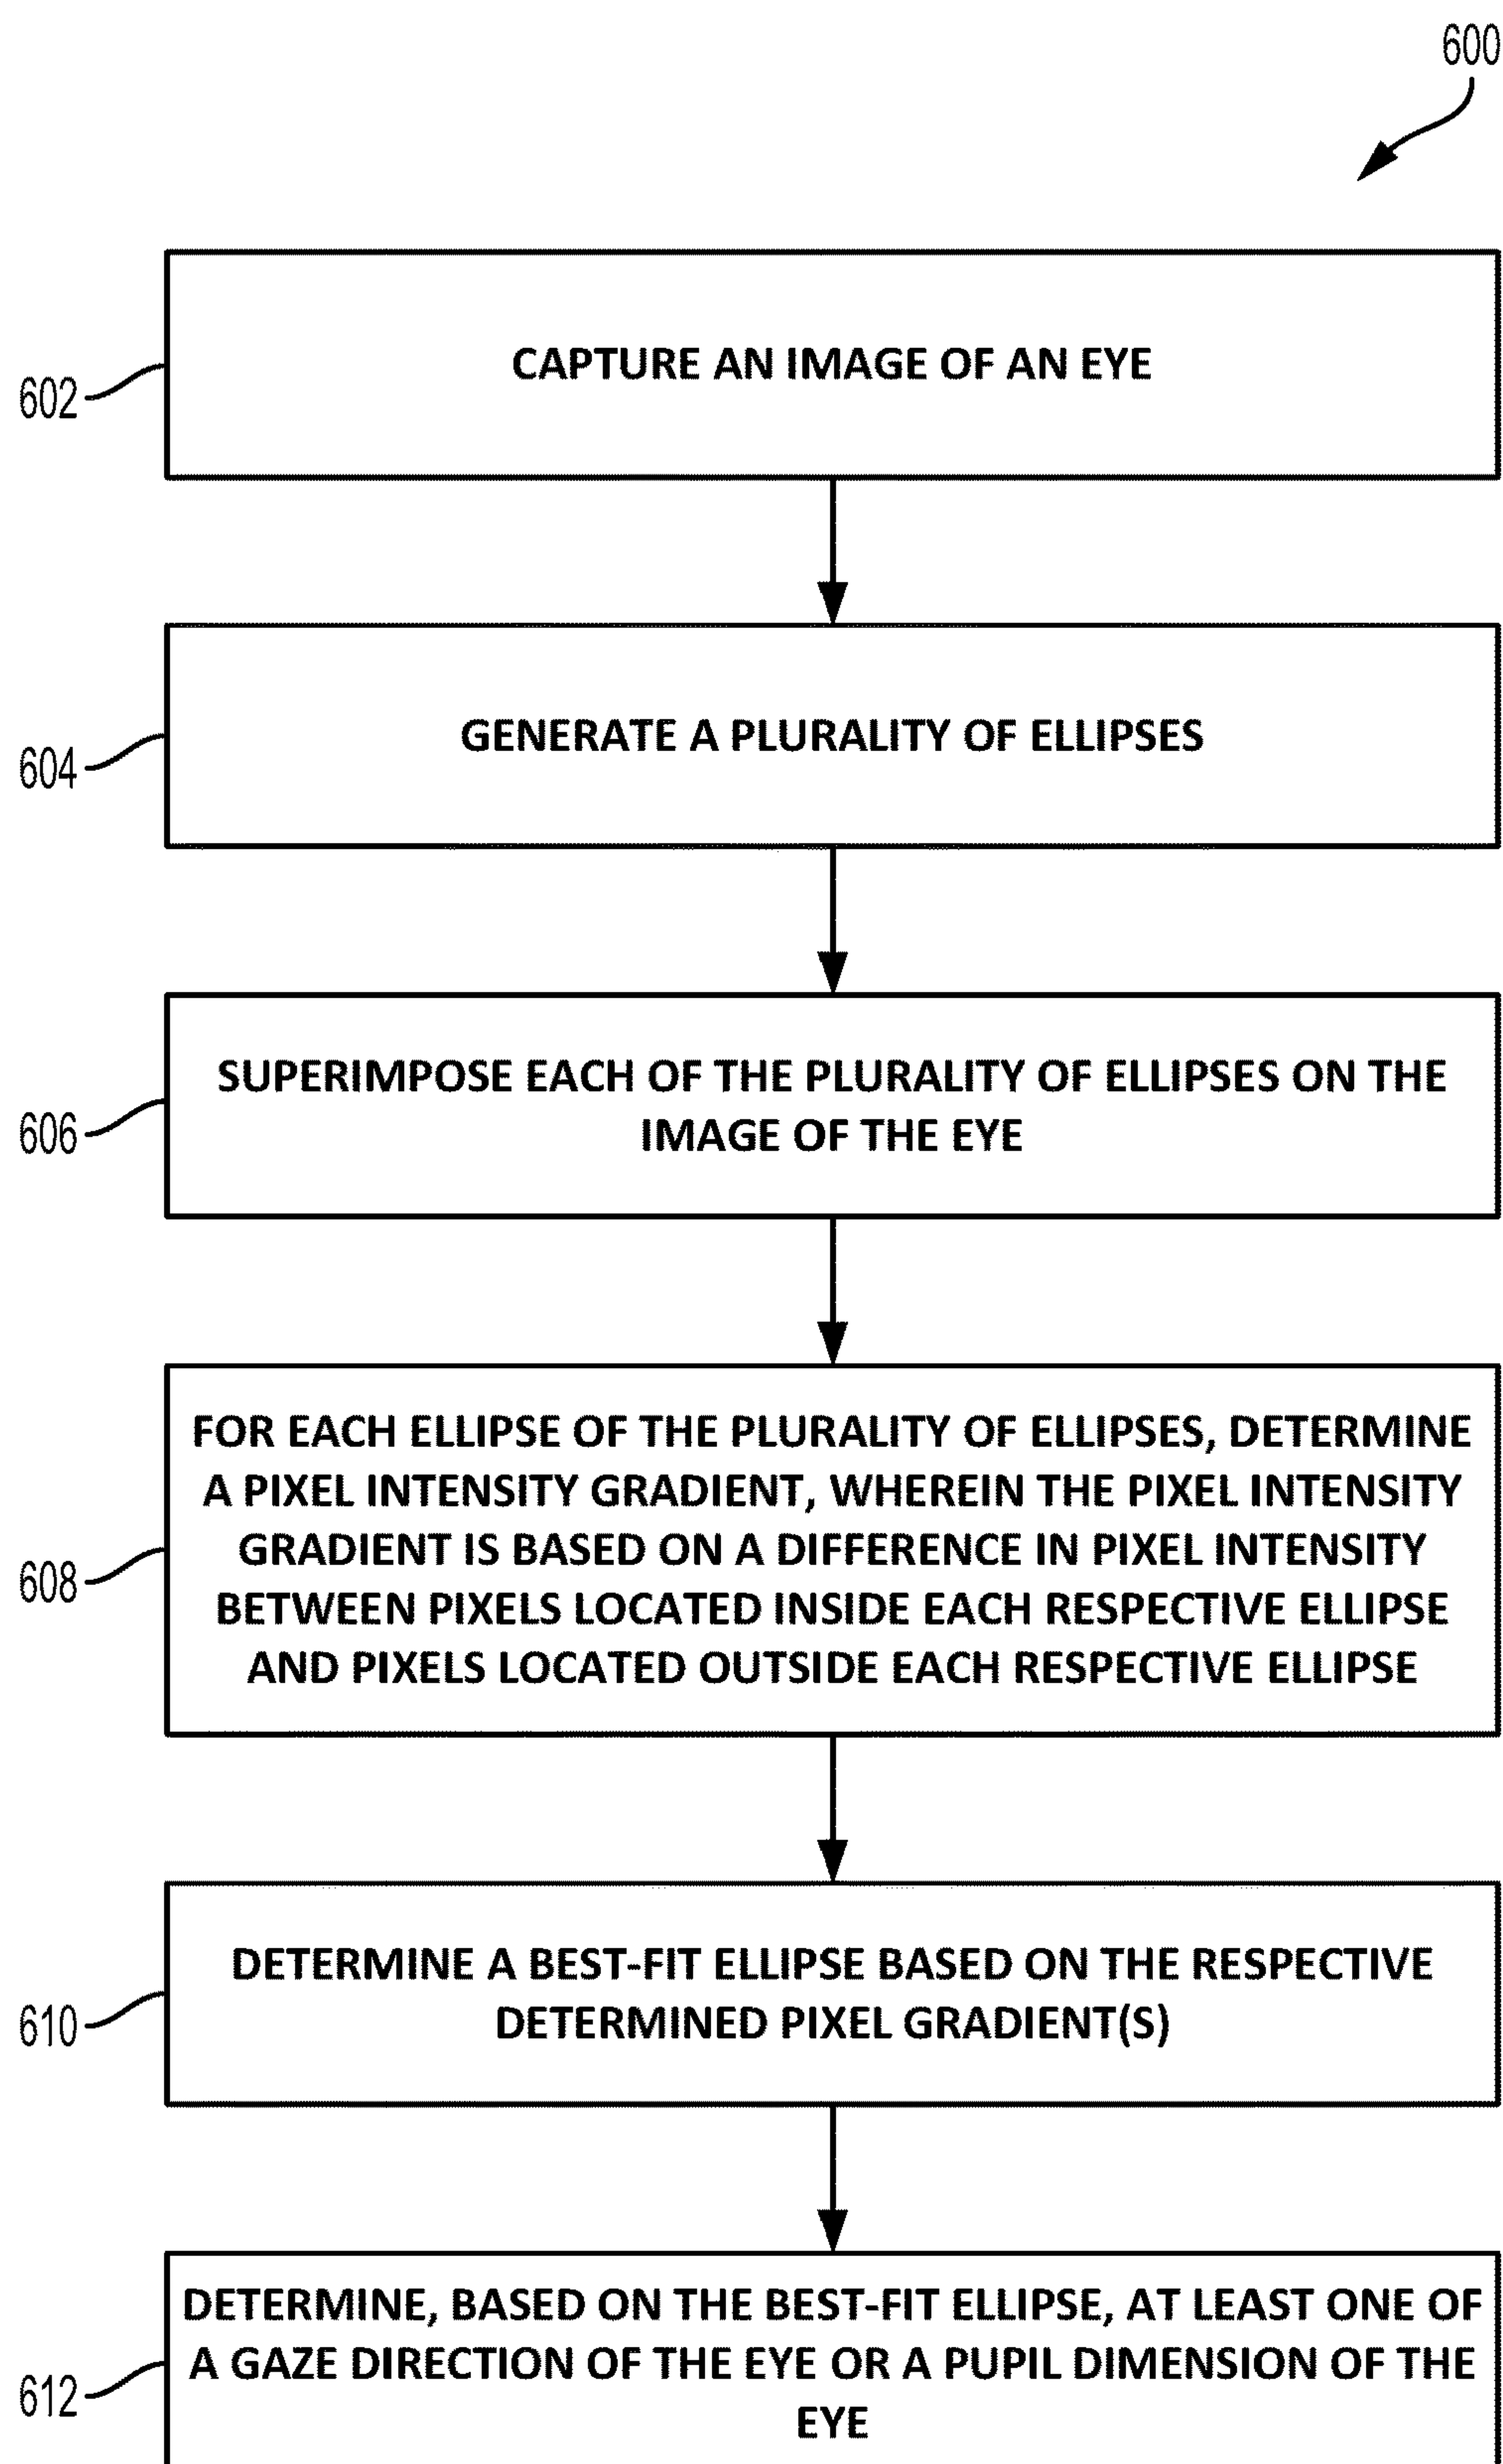 600
CAPTURE AN IMAGE OF AN EYE
602
GENERATE A PLURALITY OF ELLIPSES
604
SUPERIMPOSE EACH OF THE PLURALITY OF ELLIPSES ON THE
IMAGE OF THE EYE
606
FOR EACH ELLIPSE OF THE PLURALITY OF ELLIPSES, DETERMINE
A PIXEL INTENSITY GRADIENT, WHEREIN THE PIXEL INTENSITY
GRADIENT IS BASED ON A DIFFERENCE IN PIXEL INTENSITY
BETWEEN PIXELS LOCATED INSIDE EACH RESPECTIVE ELLIPSE
AND PIXELS LOCATED OUTSIDE EACH RESPECTIVE ELLIPSE
608
DETERMINE A BEST-FIT ELLIPSE BASED ON THE RESPECTIVE
DETERMINED PIXEL GRADIENT(S)
610
DETERMINE, BASED ON THE BEST-FIT ELLIPSE, AT LEAST ONE OF
A GAZE DIRECTION OF THE EYE OR A PUPIL DIMENSION OF THE
EYE
612